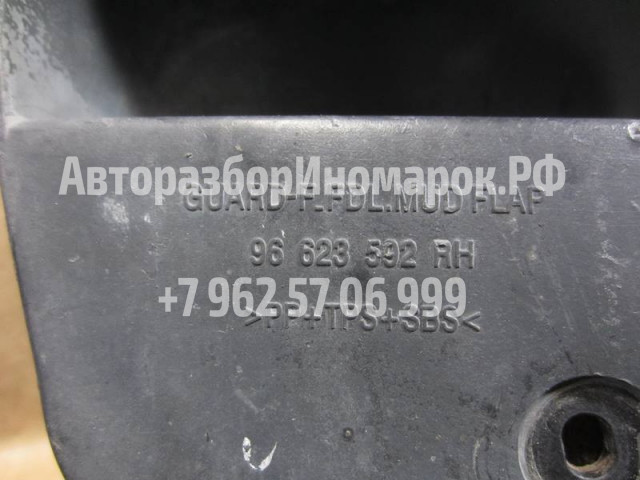 АвторазборИномарок.РФ
GUARD-F.FDL.MUD FLAP
96 623 592 RH
+7 962 57 06 999
>PP+TPS+SBS<